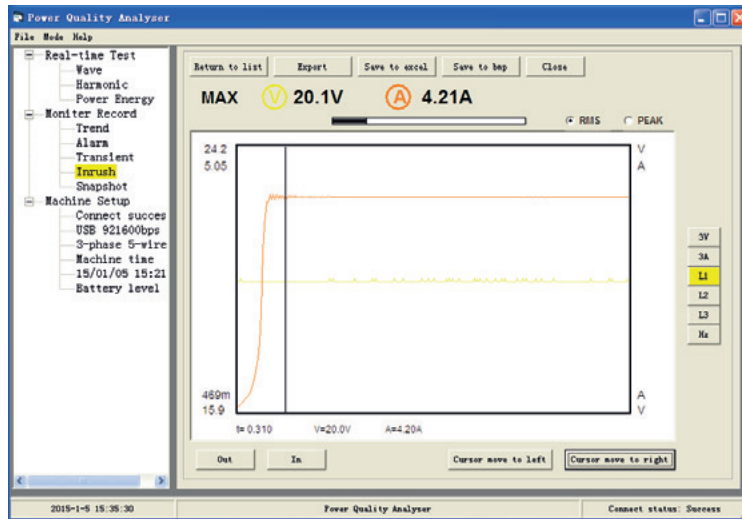 Power Quality Analyser
File Mode Help
Real-time Test
Wave
Harmonic
Power Energy
Moniter Record
Trend
Alarm
Transient
Inrush
Snapshot
Machine Setup
Connect succes
USB 921600bps
3-phase 5-wire
Machine time
15/01/05 15:21
Battery level
Return to list Export Save to excel Save to bmp Close
MAX V 20.1V A 4.21A
RMS PEAK
24.2 V
5.05 A
469m A
15.9 V
t= 0.310 V=20.0V A=4.20A
3V
3A
L1
L2
L3
Hz
Out In Cursor move to left Cursor move to right
2015-1-5 15:35:30 Power Quality Analyser Connect status: Success